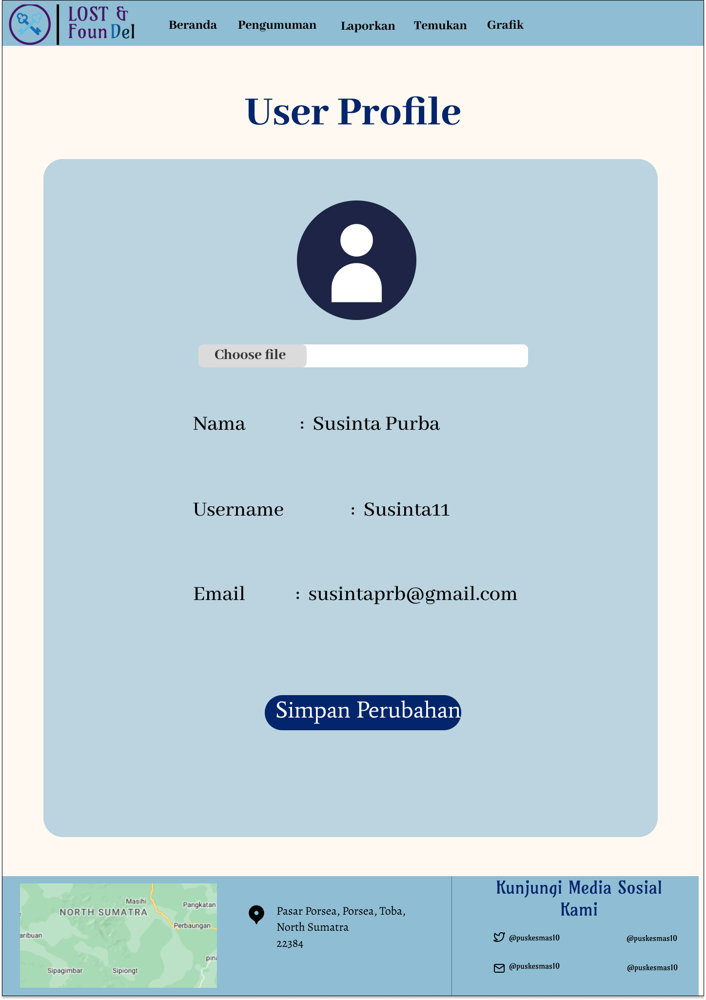 LOST &
FounDel
Beranda Pengumuman Laporkan Temukan Grafik
User Profile
Choose file
Nama : Susinta Purba
Username : Susinta11
Email : susintaprb@gmail.com
Simpan Perubahan
Masihi
NORTH SUMATRA
Pangkatan
Perbaungan
aribuan
pina
Sipagimbar
Sipiongt
Pasar Porsea, Porsea, Toba,
North Sumatra
22384
Kunjungi Media Sosial
Kami
@puskesmas10 @puskesmas10
@puskesmas10 @puskesmas10